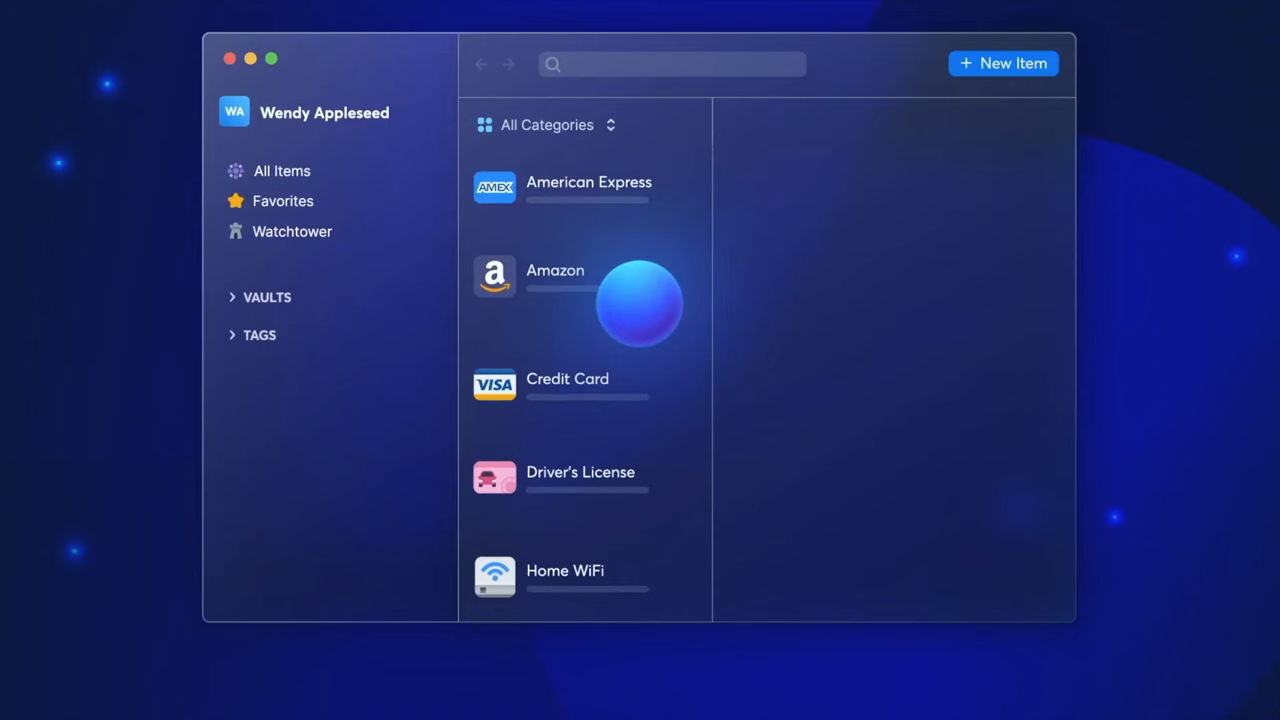 + New Item
WA
Wendy Appleseed
All Items
Favorites
Watchtower
VAULTS
TAGS
All Categories
AMEX
American Express
a
Amazon
VISA
Credit Card
Driver's License
Home WiFi